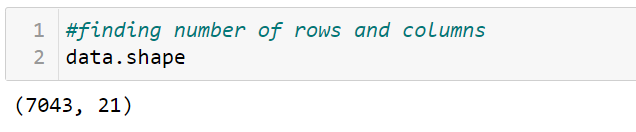 1 #finding number of rows and columns
2 data.shape
(7043, 21)